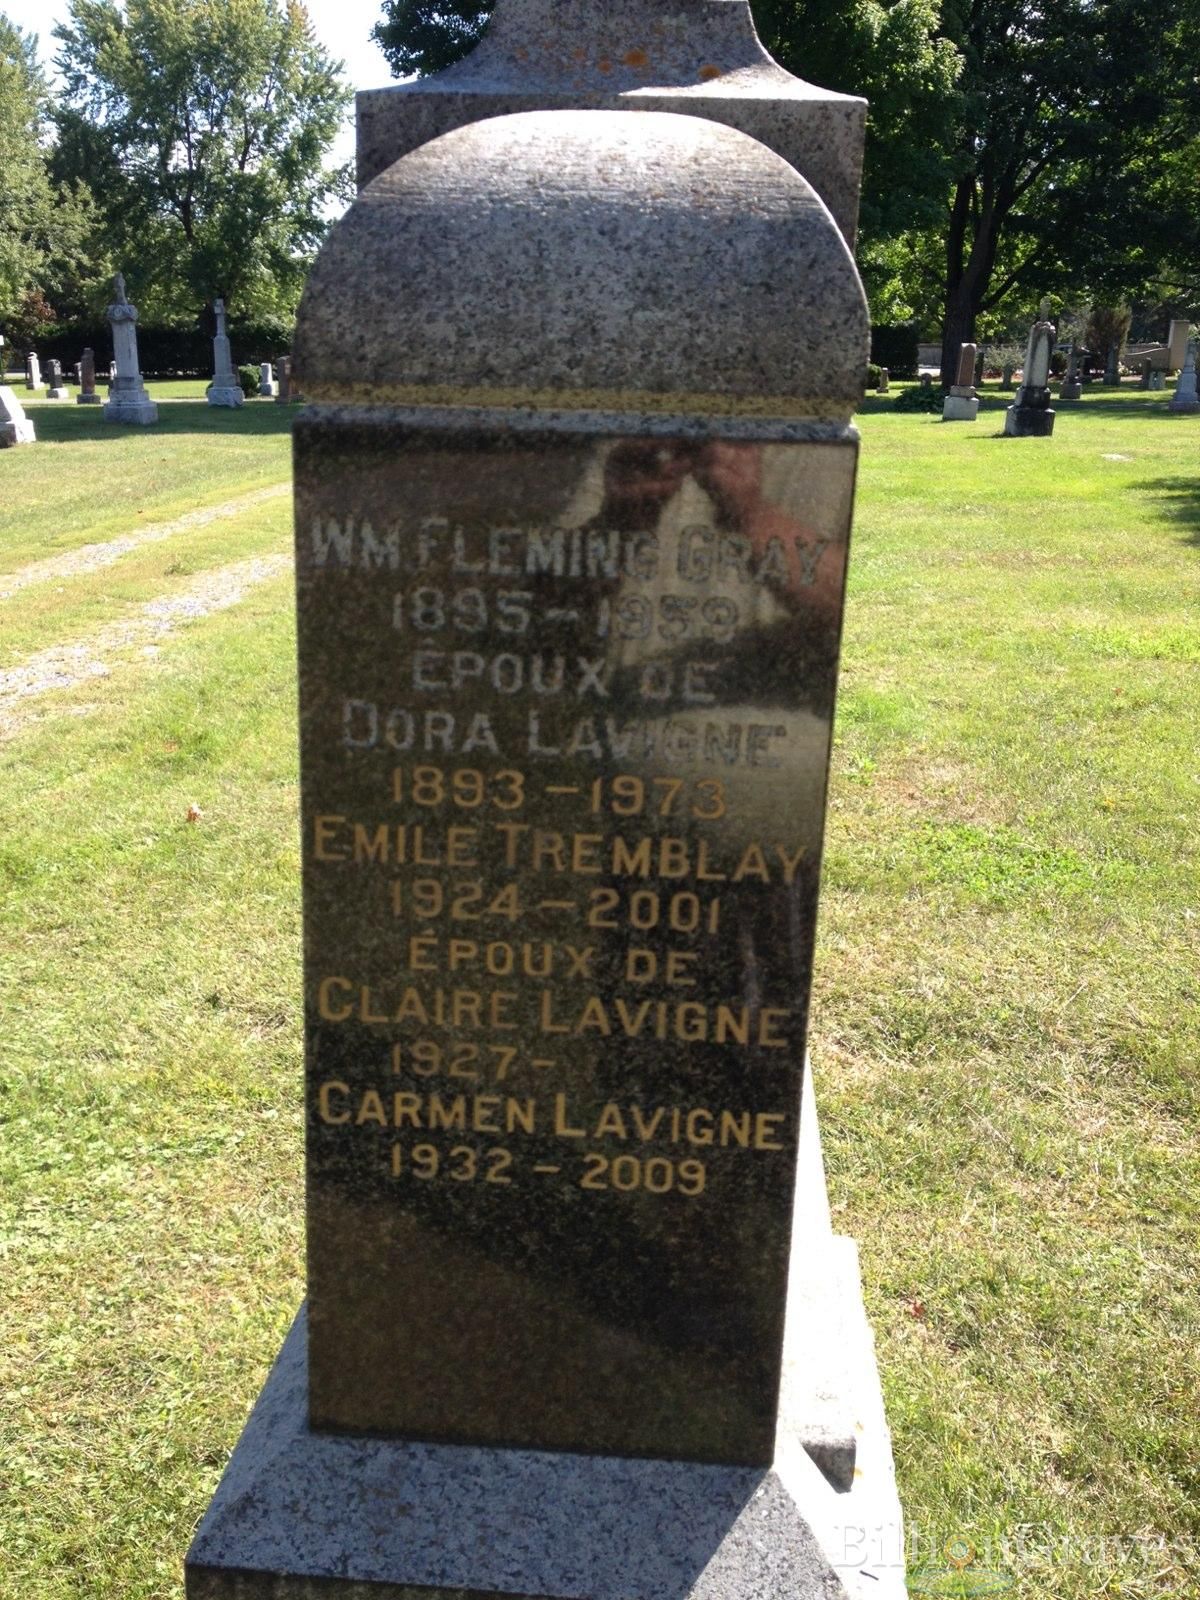 WM. FLEMING GRAY
1895 – 1959
ÉPOUX DE
DORA LAVIGNE
1893 – 1973
EMILE TREMBLAY
1924 – 2001
ÉPOUX DE
CLAIRE LAVIGNE
1927 -
CARMEN LAVIGNE
1932 – 2009
BillionGraves